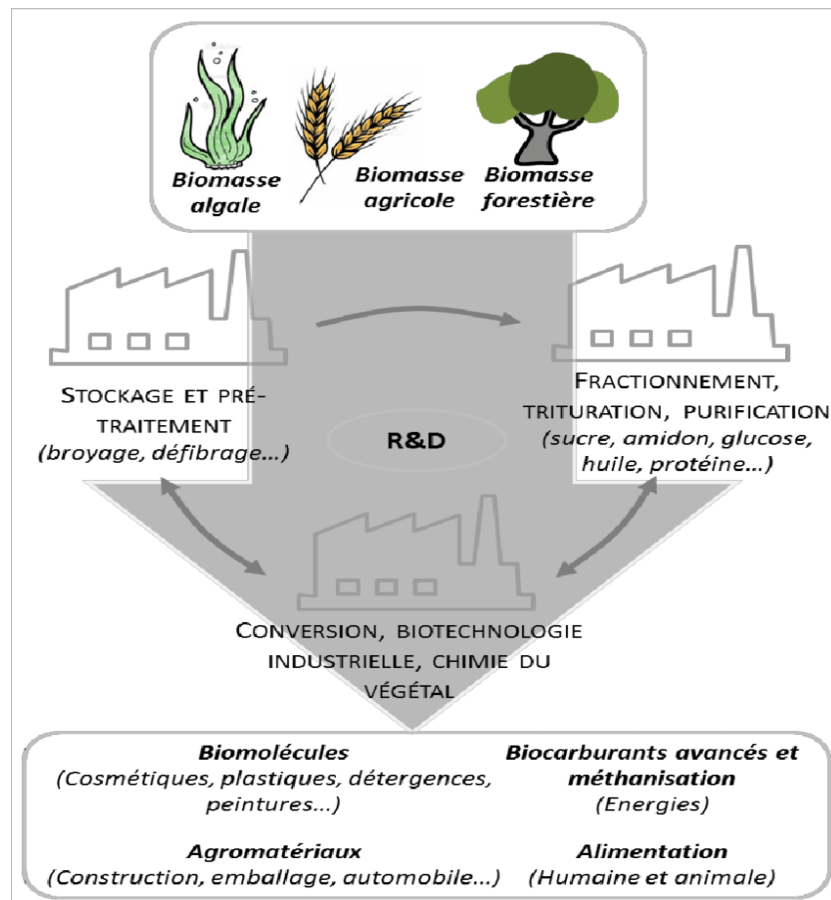 Biomasse
algale
Biomasse
agricole
Biomasse
forestière
STOCKAGE ET PRÉ-
TRAITEMENT
(broyage, défibrage...)
FRACTIONNEMENT,
TRITURATION, PURIFICATION
(sucre, amidon, glucose,
huile, protéine...)
R&D
CONVERSION, BIOTECHNOLOGIE
INDUSTRIELLE, CHIMIE DU
VÉGÉTAL
Biomolécules
(Cosmétiques, plastiques, détergences,
peintures...)
Biocarburants avancés et
méthanisation
(Energies)
Agromatériaux
(Construction, emballage, automobile...)
Alimentation
(Humaine et animale)